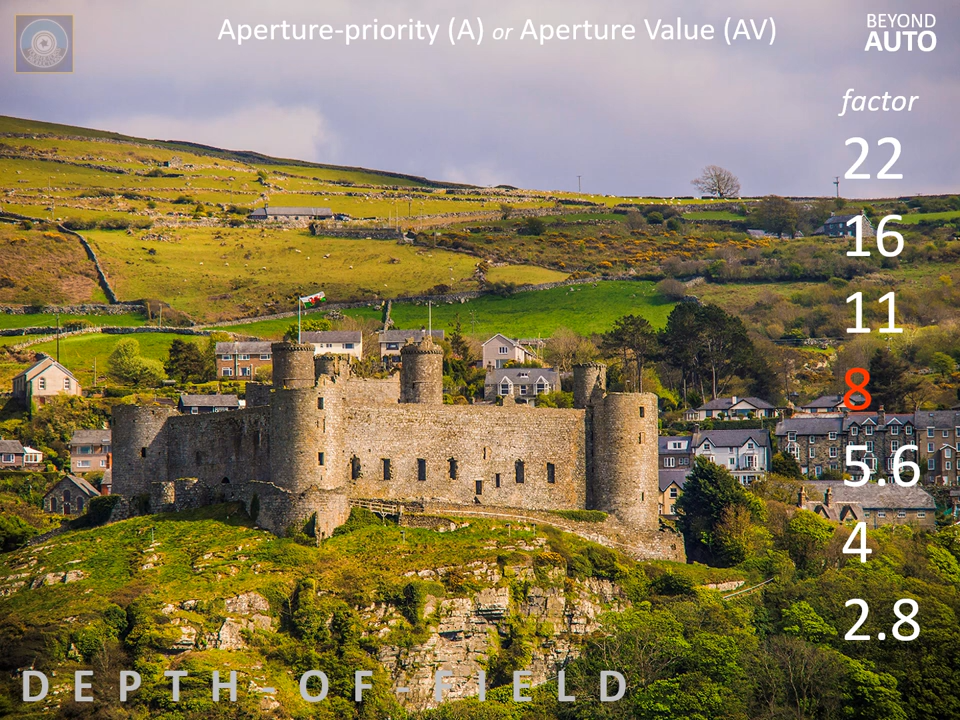 Aperture-priority (A) or Aperture Value (AV)
BEYOND
AUTO
factor
22
16
11
8
5.6
4
2.8
DEPTH-OF-FIELD